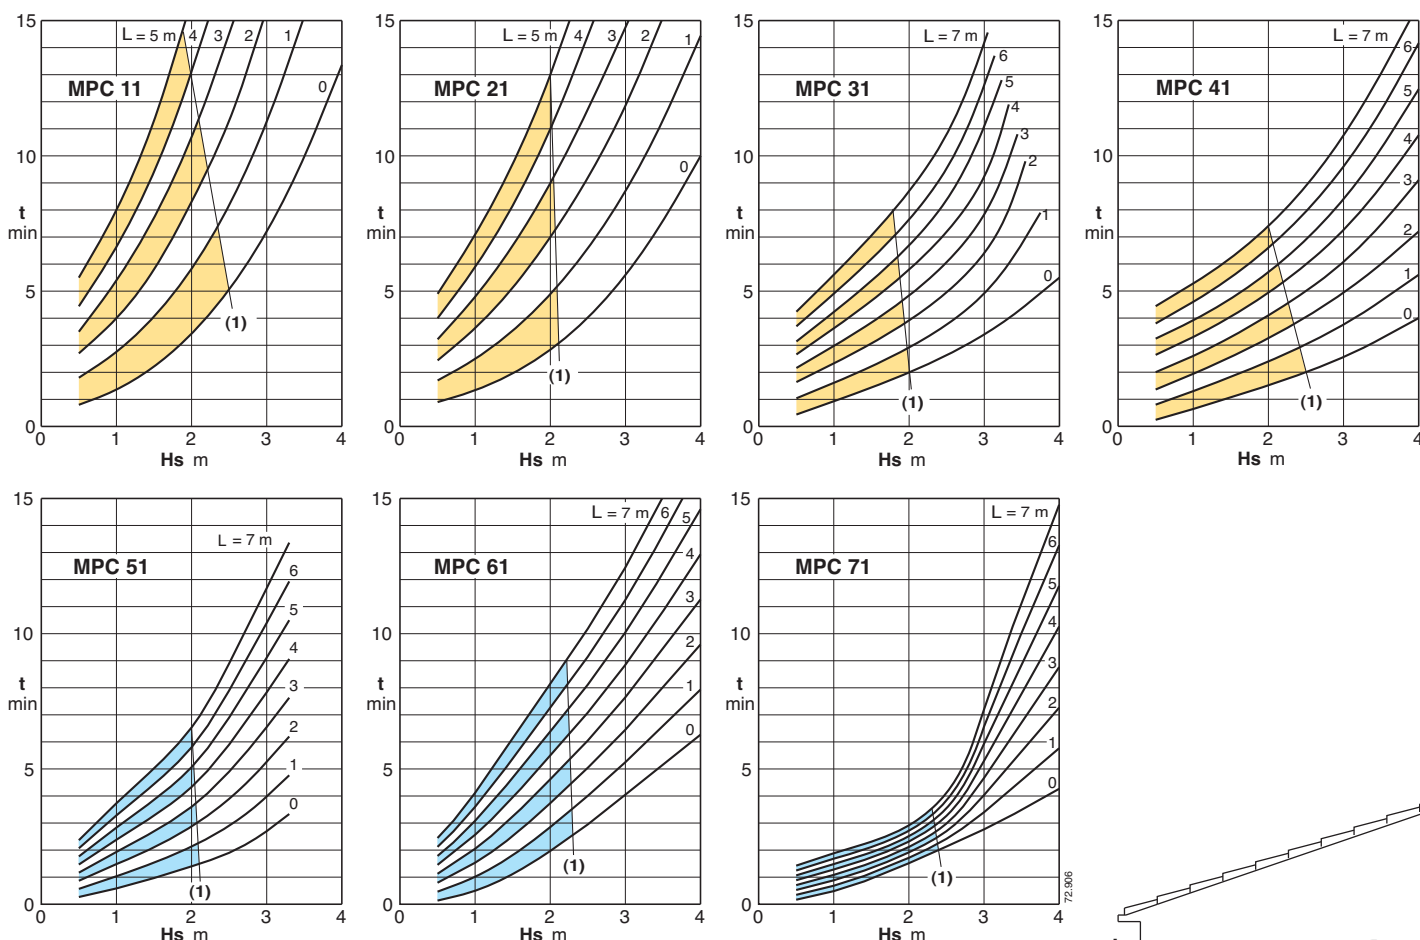 15 L = 5 m 4 3 2 1 0
MPC 11
10
t
min
5
(1)
0 0 1 2 3 4
Hs m
15 L = 5 m 4 3 2 1 0
MPC 21
10
t
min
5
(1)
0 0 1 2 3 4
Hs m
15 L = 7 m 6 5 4 3 2 1 0
MPC 31
10
t
min
5
(1)
0 0 1 2 3 4
Hs m
15 L = 7 m 6 5 4 3 2 1 0
MPC 41
10
t
min
5
(1)
0 0 1 2 3 4
Hs m
15 L = 7 m 6 5 4 3 2 1 0
MPC 51
10
t
min
5
(1)
0 0 1 2 3 4
Hs m
15 L = 7 m 6 5 4 3 2 1 0
MPC 61
10
t
min
5
(1)
0 0 1 2 3 4
Hs m
15 L = 7 m 6 5 4 3 2 1 0
MPC 71
10
t
min
5
(1)
0 0 1 2 3 4
Hs m
72.906